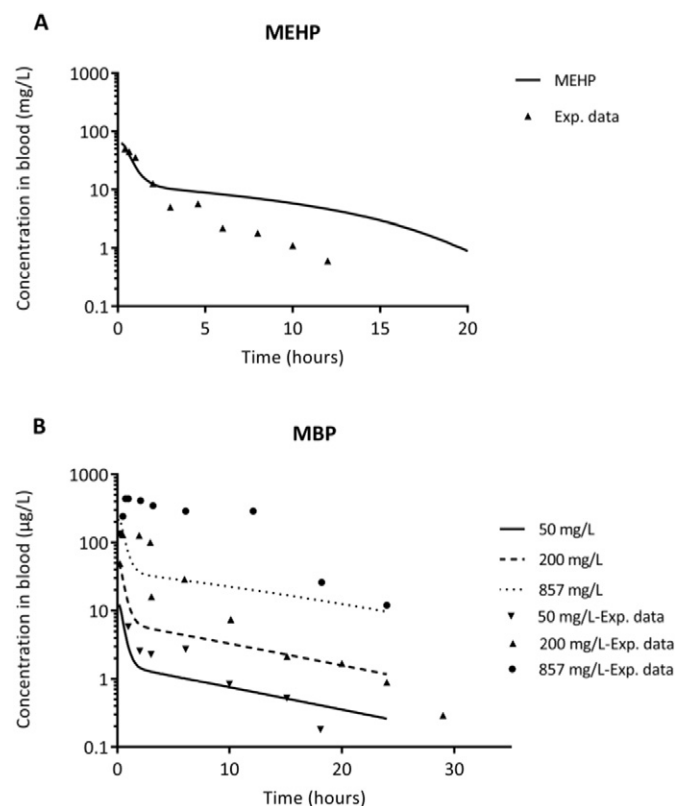 A
MEHP
Concentration in blood (mg/L)
1000
100
10
1
0.1
0 5 10 15 20
Time (hours)
MEHP
Exp. data
B
MBP
Concentration in blood (µg/L)
1000
100
10
1
0.1
0 10 20 30
Time (hours)
50 mg/L
200 mg/L
857 mg/L
50 mg/L-Exp. data
200 mg/L-Exp. data
857 mg/L-Exp. data